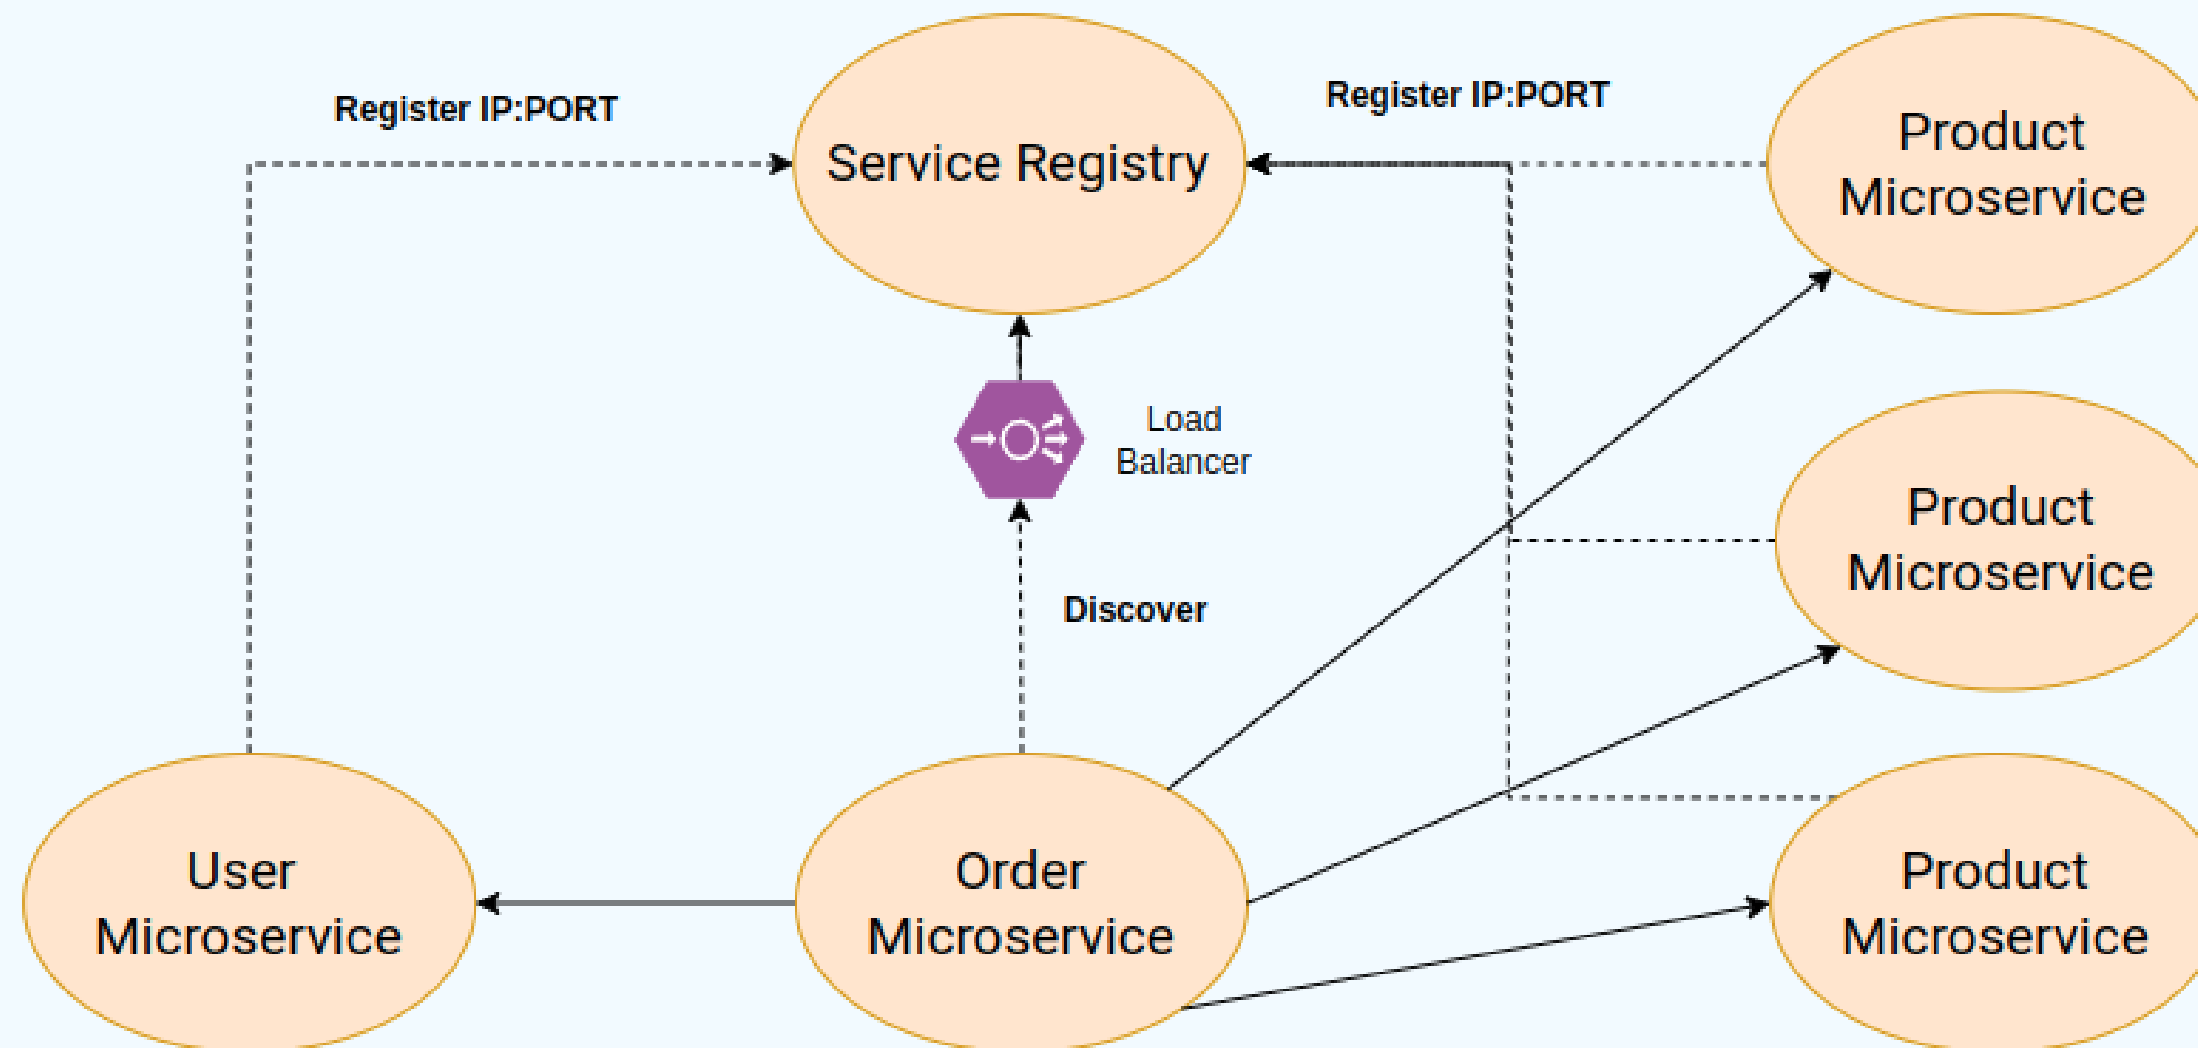 Register IP:PORT
Service Registry
Register IP:PORT
Product
Microservice
Load
Balancer
Product
Microservice
Discover
User
Microservice
Order
Microservice
Product
Microservice